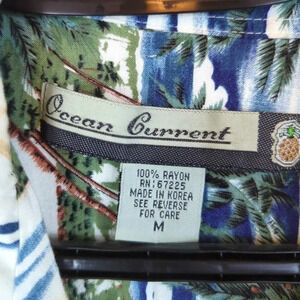 Ocean Current
100% RAYON
RN: 67225
MADE IN KOREA
SEE REVERSE
FOR CARE
M